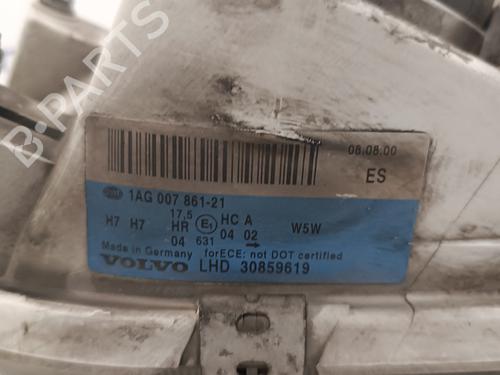 B-PARTS
08.08.00
ES
1AG 007 861-21
H7 H7 17,5 HR E1 HC A W5W
04 631 04 02
Made in Germany forECE: not DOT certified
VOLVO LHD 30859619